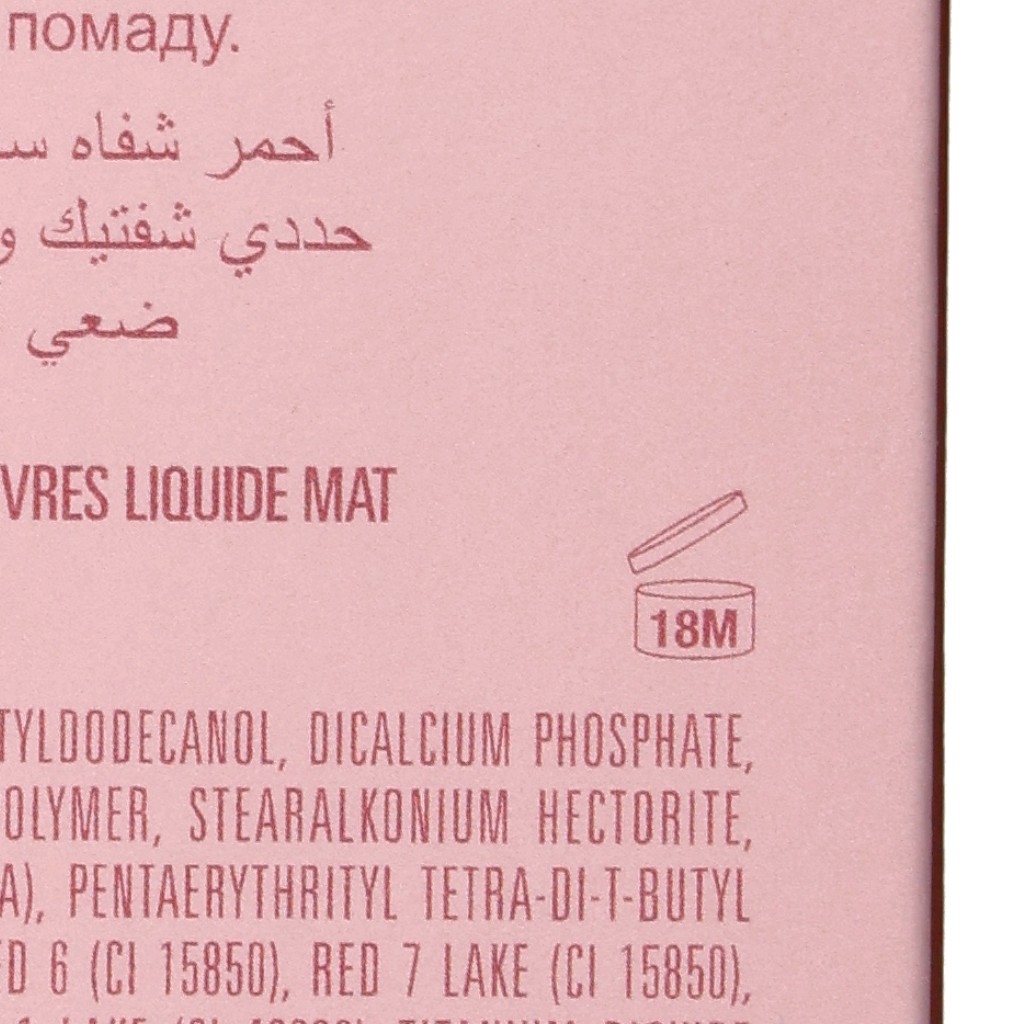 помаду.
أحمر شفاه
حددي شفتيك و
ضعي
VRES LIQUIDE MAT
18M
TYLDODECANOL, DICALCIUM PHOSPHATE,
OLYMER, STEARALKONIUM HECTORITE,
A), PENTAERYTHRITYL TETRA-DI-T-BUTYL
ED 6 (CI 15850), RED 7 LAKE (CI 15850),